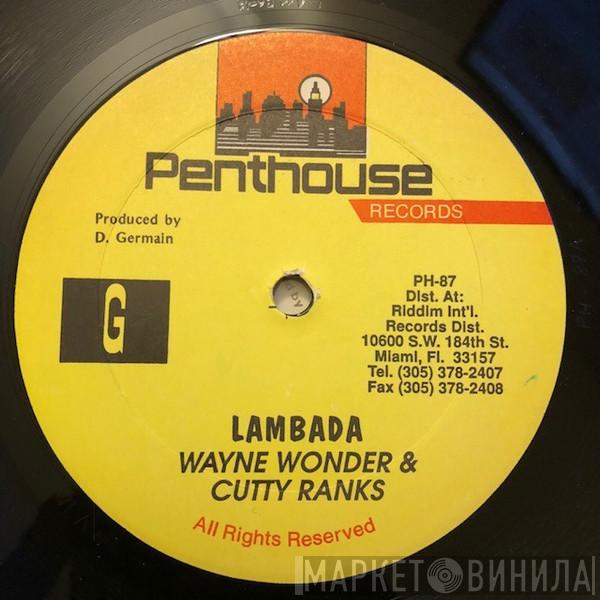 Penthouse
RECORDS
Produced by
D. Germain
G
PH-87
Dist. At:
Riddim Int'l.
Records Dist.
10600 S.W. 184th St.
Miami, Fl. 33157
Tel. (305) 378-2407
Fax (305) 378-2408
LAMBADA
WAYNE WONDER &
CUTTY RANKS
All Rights Reserved
МАРКЕТ ВИНИЛА